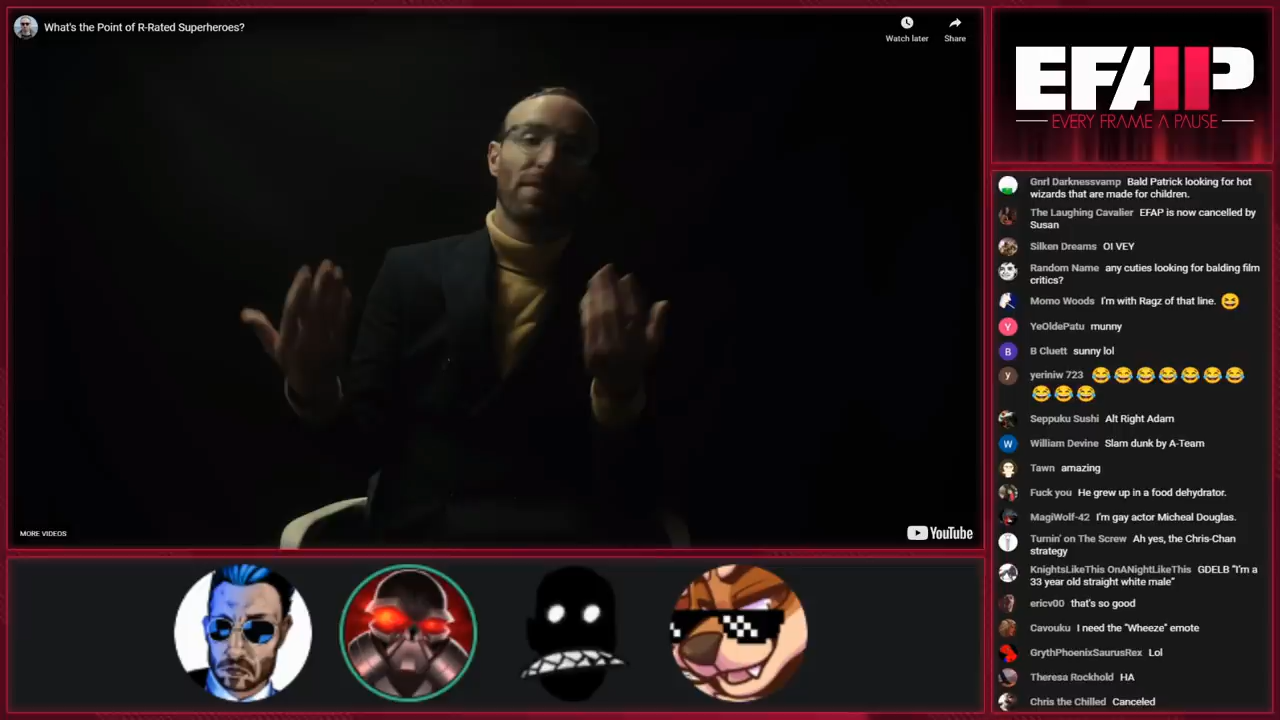 What's the Point of R-Rated Superheroes?
Watch later
Share
MORE VIDEOS
YouTube
EFAP
EVERY FRAME A PAUSE
Gnrl Darknessvamp Bald Patrick looking for hot
wizards that are made for children.
The Laughing Cavalier EFAP is now cancelled by
Susan
Silken Dreams OI VEY
Random Name any cuties looking for balding film
critics?
Momo Woods I'm with Ragz of that line.
Y YeOldePatu munny
B B Cluett sunny lol
y yeriniw 723
Seppuku Sushi Alt Right Adam
W William Devine Slam dunk by A-Team
Tawn amazing
Fuck you He grew up in a food dehydrator.
MagiWolf-42 I'm gay actor Micheal Douglas.
Turnin' on The Screw Ah yes, the Chris-Chan
strategy
KnightsLikeThis OnANightLikeThis GDELB "I'm a
33 year old straight white male"
ericv00 that's so good
Cavouku I need the "Wheeze" emote
GrythPhoenixSaurusRex Lol
Theresa Rockhold HA
Chris the Chilled Canceled